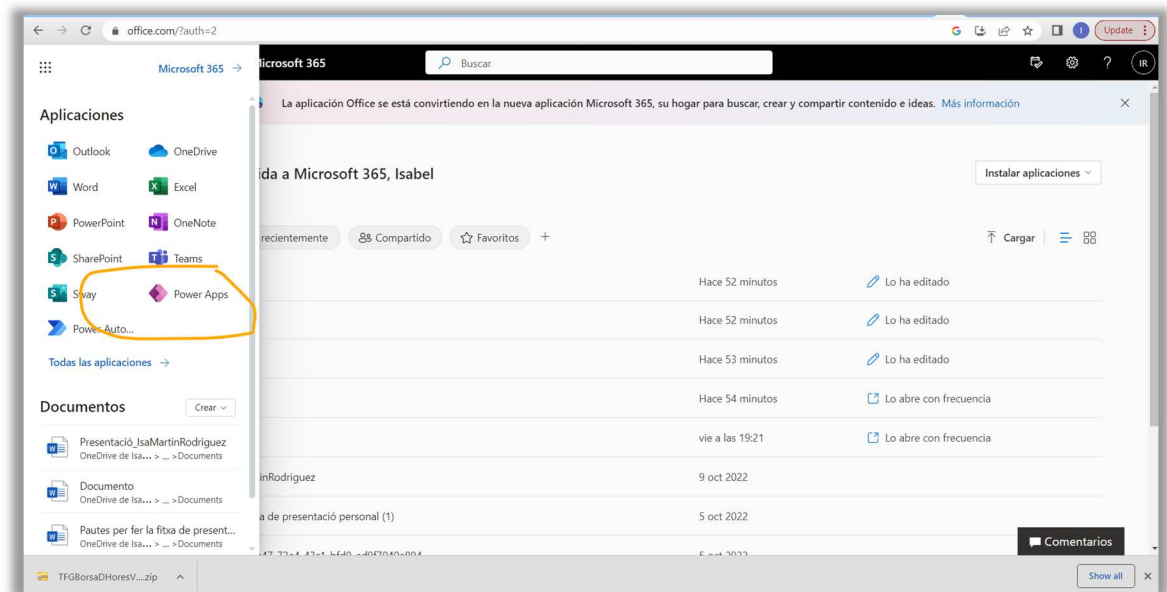 office.com/?auth=2
G
I
Update
Microsoft 365 →
Microsoft 365
Buscar
?
IR
La aplicación Office se está convirtiendo en la nueva aplicación Microsoft 365, su hogar para buscar, crear y compartir contenido e ideas. Más información
Aplicaciones
Outlook
OneDrive
Word
Excel
PowerPoint
OneNote
SharePoint
Teams
Sway
Power Apps
Power Auto...
Todas las aplicaciones →
Documentos
Crear
Presentació_IsaMartinRodriguez
OneDrive de Isa... > ... >Documents
Documento
OneDrive de Isa... > ... >Documents
Pautes per fer la fitxa de present...
OneDrive de Isa... > ... >Documents
ida a Microsoft 365, Isabel
Instalar aplicaciones
recientemente
Compartido
Favoritos
+
Cargar
Hace 52 minutos
Lo ha editado
Hace 52 minutos
Lo ha editado
Hace 53 minutos
Lo ha editado
Hace 54 minutos
Lo abre con frecuencia
vie a las 19:21
Lo abre con frecuencia
inRodriguez
9 oct 2022
a de presentació personal (1)
5 oct 2022
Comentarios
TFGBorsaDHoresV....zip
Show all